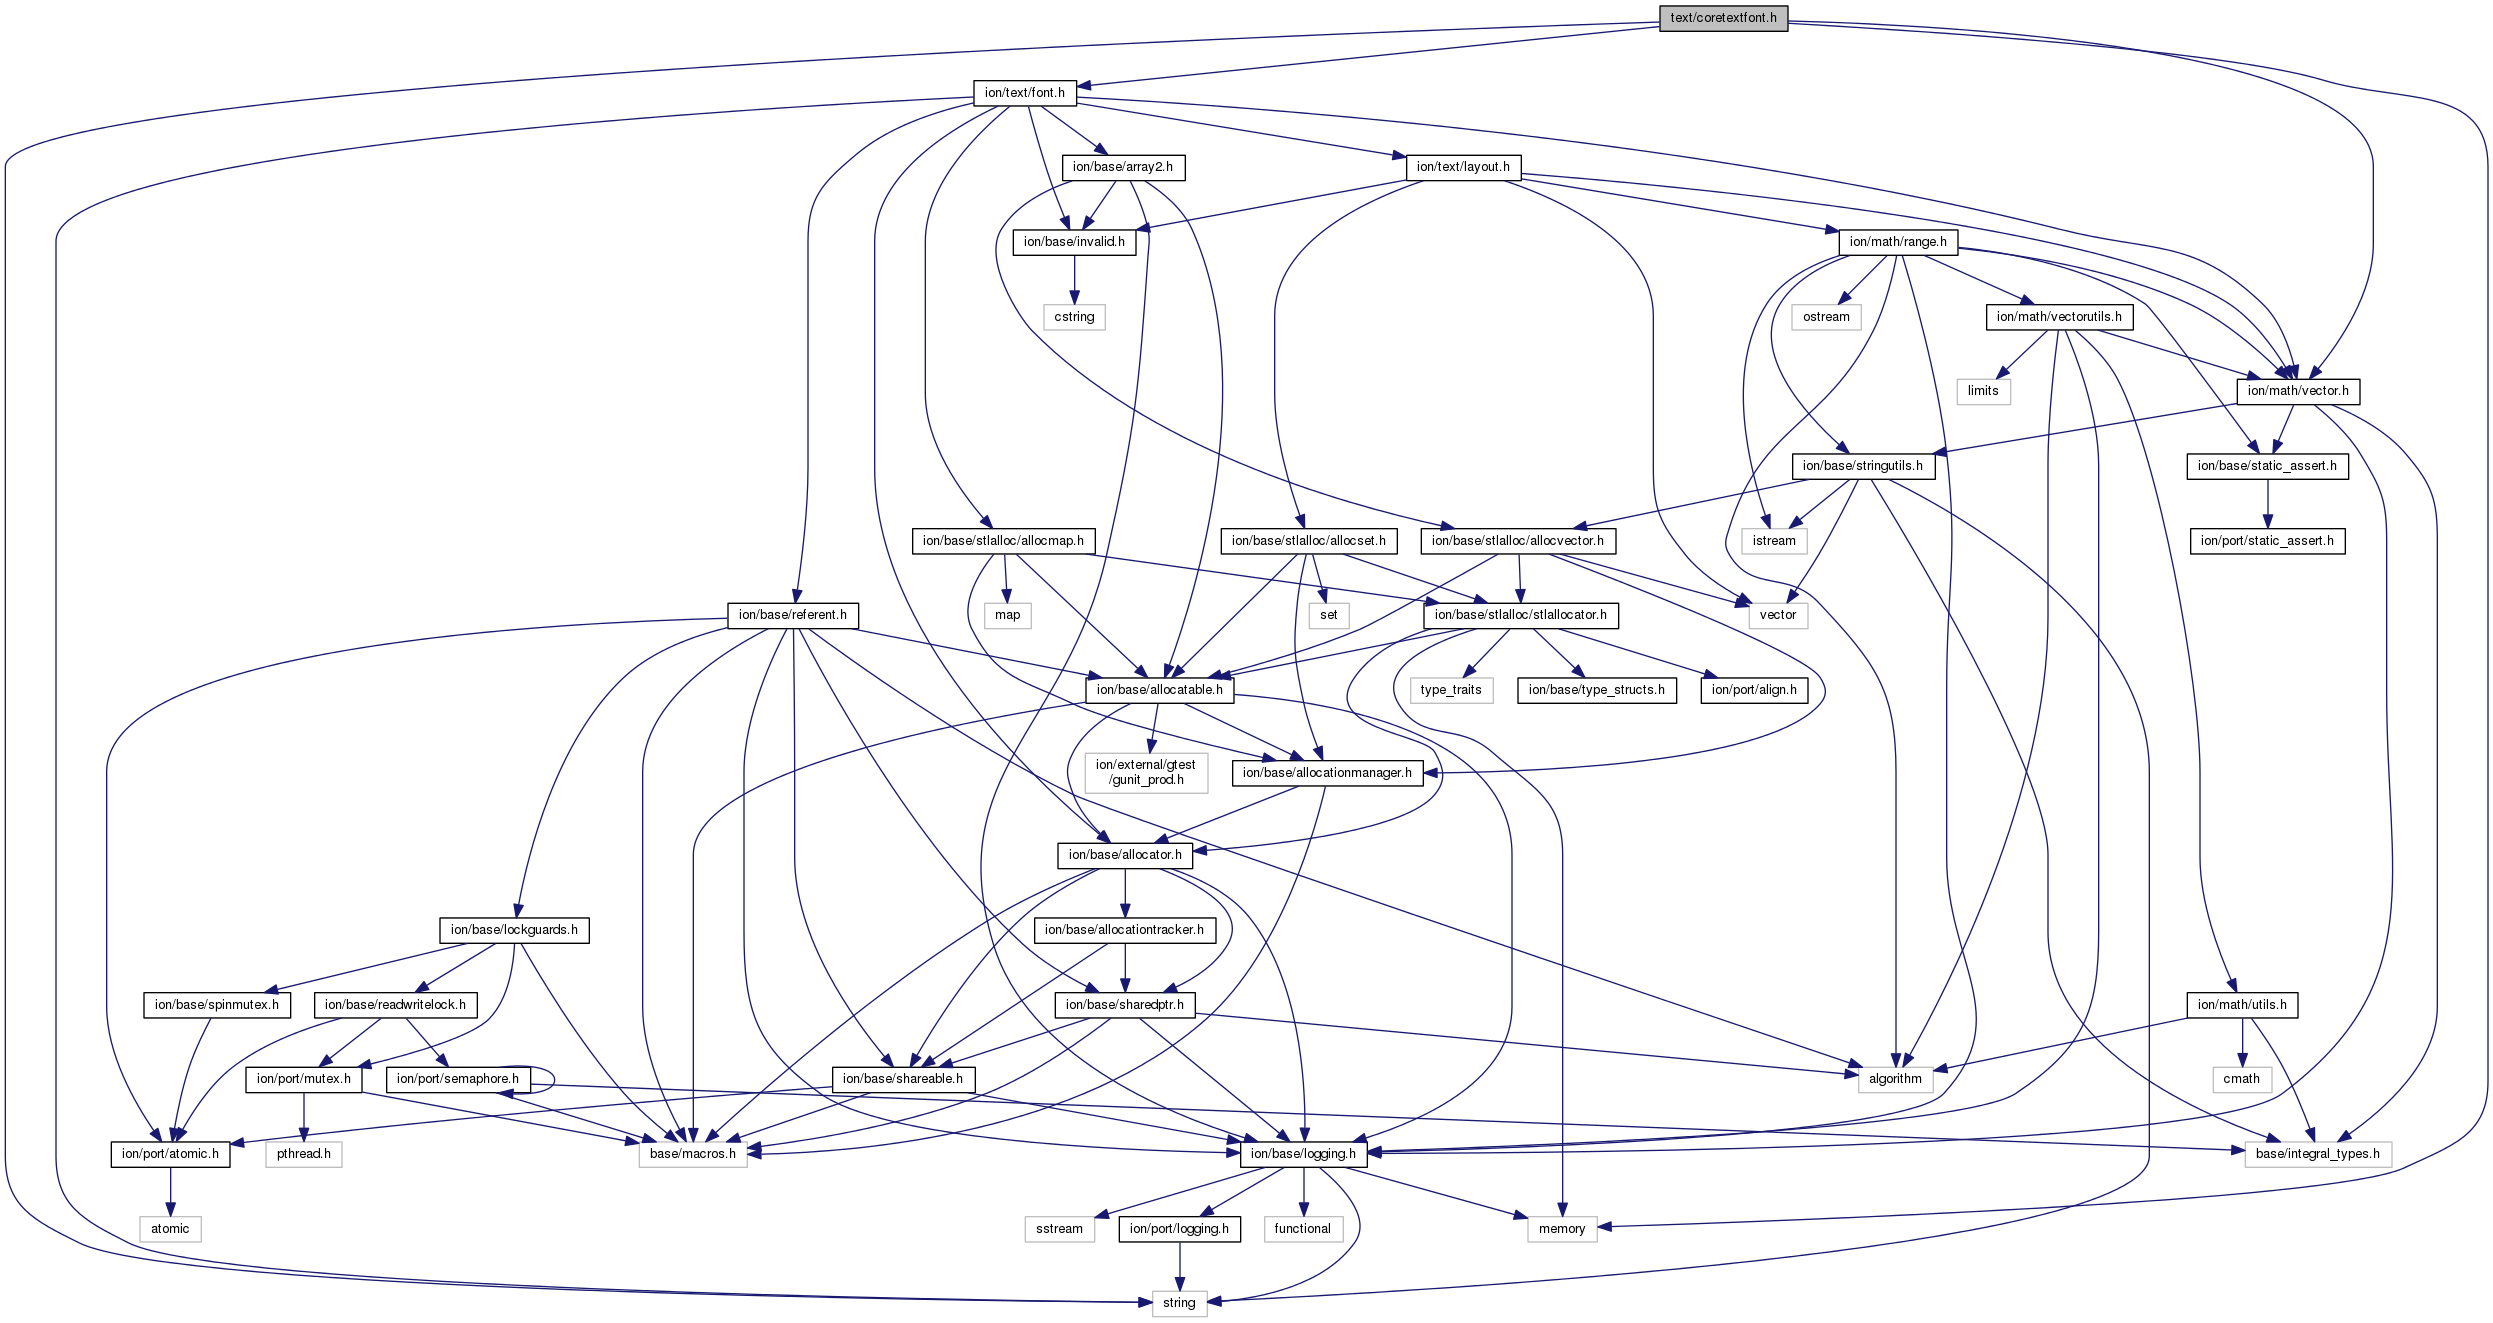 text/coretextfont.h
ion/text/font.h
ion/base/array2.h
ion/text/layout.h
ion/base/invalid.h
ion/math/range.h
cstring
ostream
ion/math/vectorutils.h
limits
ion/math/vector.h
ion/base/stringutils.h
ion/base/static_assert.h
ion/base/stlalloc/allocmap.h
ion/base/stlalloc/allocset.h
ion/base/stlalloc/allocvector.h
istream
ion/port/static_assert.h
ion/base/referent.h
map
set
ion/base/stlalloc/stlallocator.h
vector
ion/base/allocatable.h
type_traits
ion/base/type_structs.h
ion/port/align.h
ion/external/gtest
/gunit_prod.h
ion/base/allocationmanager.h
ion/base/allocator.h
ion/base/lockguards.h
ion/base/allocationtracker.h
ion/base/spinmutex.h
ion/base/readwritelock.h
ion/base/sharedptr.h
ion/math/utils.h
ion/port/mutex.h
ion/port/semaphore.h
ion/base/shareable.h
algorithm
cmath
ion/port/atomic.h
pthread.h
base/macros.h
ion/base/logging.h
base/integral_types.h
atomic
sstream
ion/port/logging.h
functional
memory
string